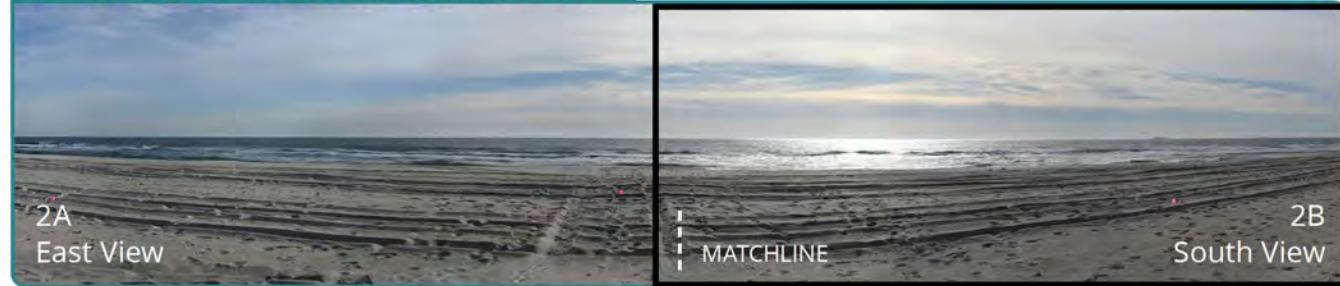 2A
East View
MATCHLINE
2B
South View